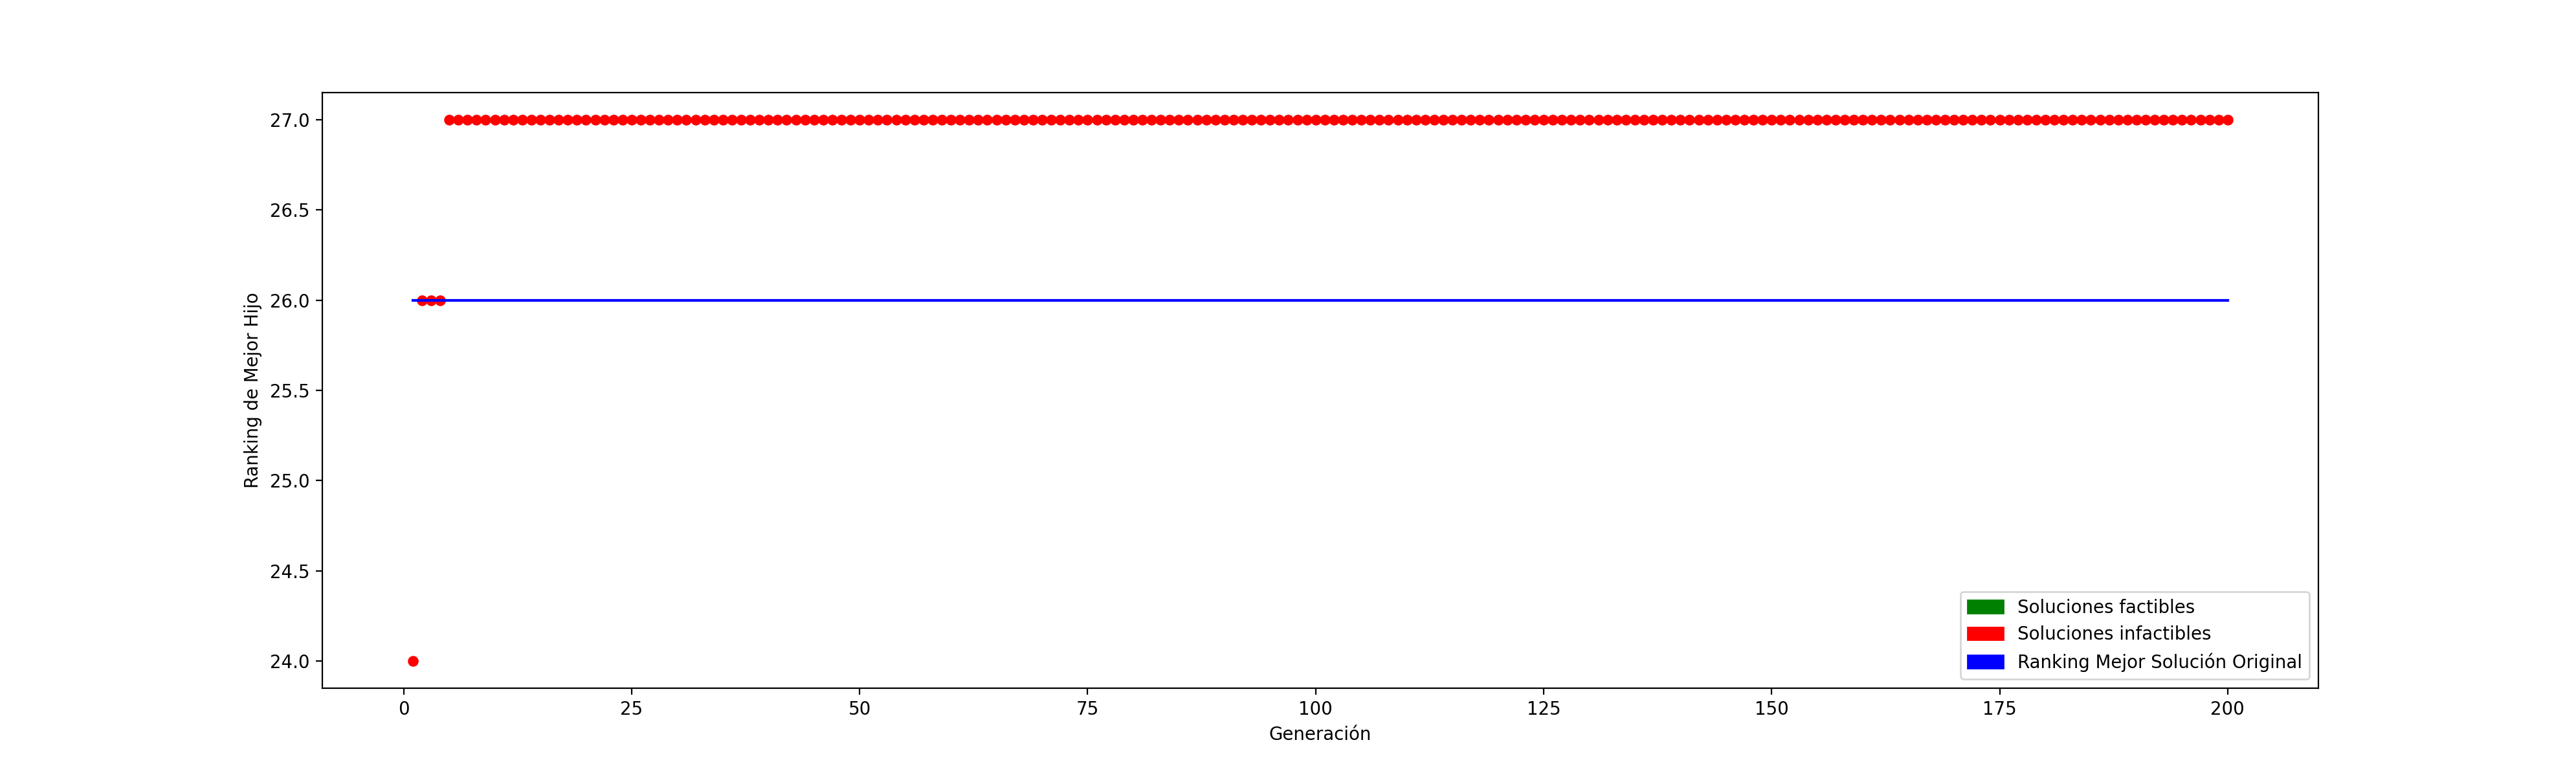 27.0
26.5
26.0
25.5
25.0
24.5
24.0
Ranking de Mejor Hijo
Soluciones factibles
Soluciones infactibles
Ranking Mejor Solución Original
0 25 50 75 100 125 150 175 200
Generación